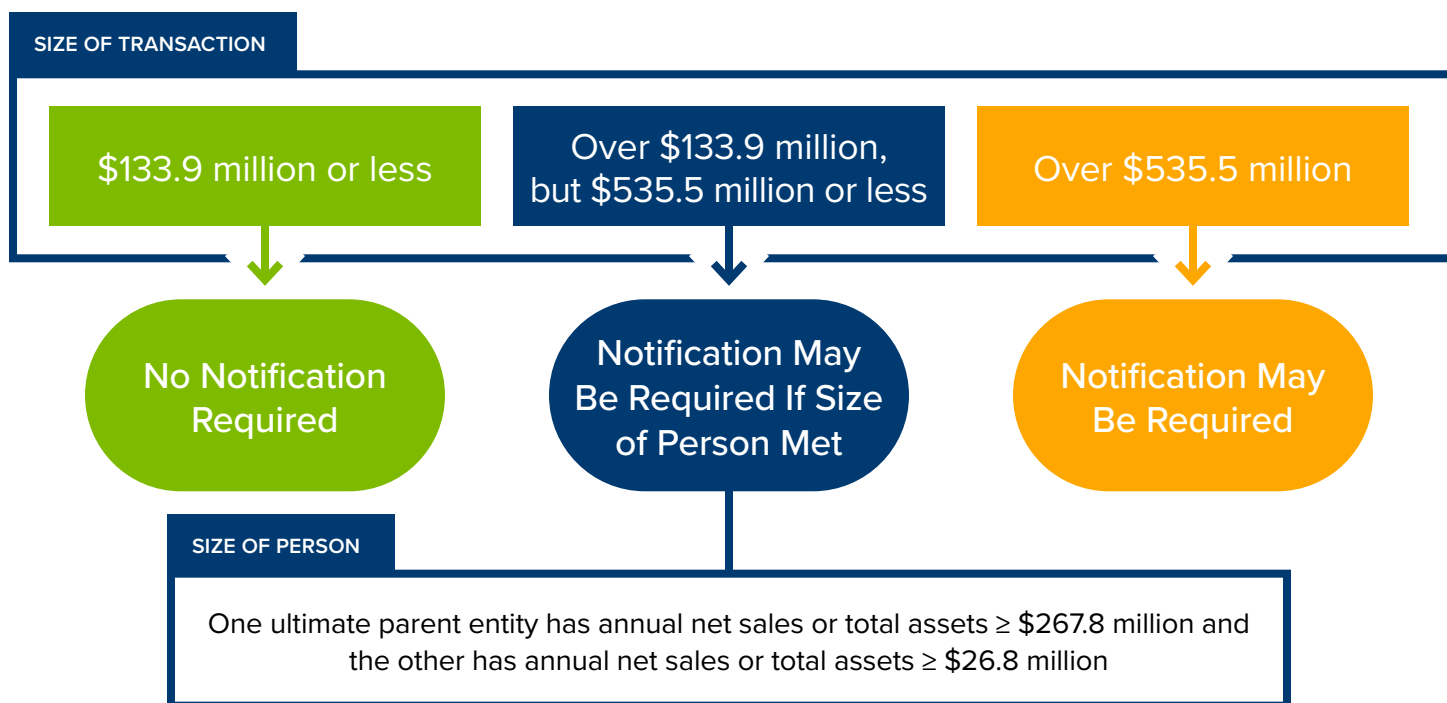 SIZE OF TRANSACTION
$133.9 million or less
Over $133.9 million,
but $535.5 million or less
Over $535.5 million
No Notification
Required
Notification May
Be Required If Size
of Person Met
Notification May
Be Required
SIZE OF PERSON
One ultimate parent entity has annual net sales or total assets ≥ $267.8 million and
the other has annual net sales or total assets ≥ $26.8 million